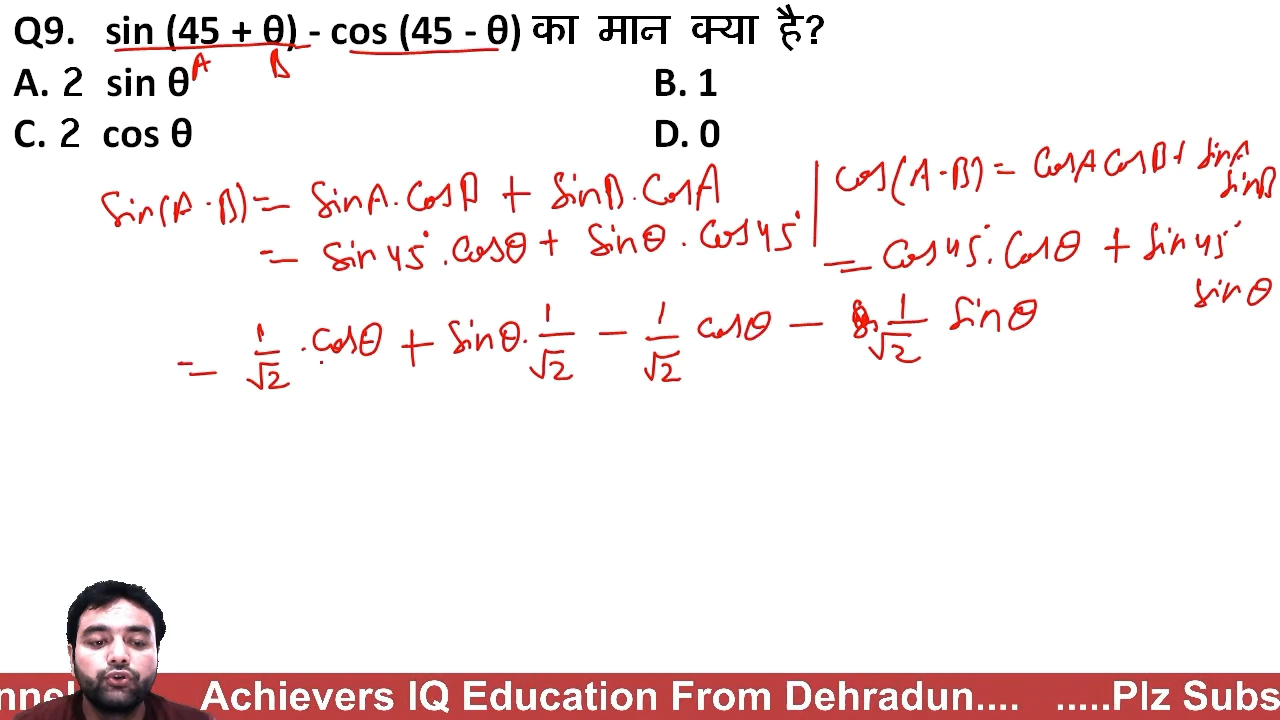 Q9. sin (45 + θ) - cos (45 - θ) का मान क्या है?
A B
A. 2 sin θ B. 1
C. 2 cos θ D. 0
Sin(A - B) = SinA.CosB + SinB.CosA
= Sin45°.Cosθ + Sinθ.Cos45°
Cos(A - B) = CosA CosB + SinA SinB
= Cos45°.Cosθ + Sin45° Sinθ
= 1/√2 . Cosθ + Sinθ. 1/√2 - 1/√2 Cosθ - 1/√2 Sinθ
nnel Achievers IQ Education From Dehradun.... .....Plz Subs